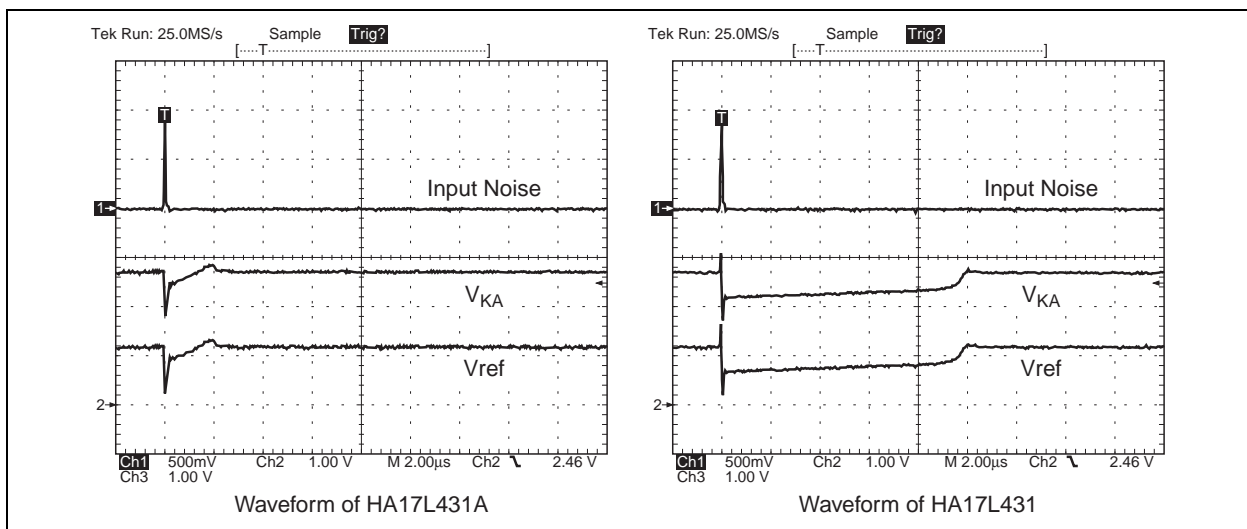 Tek Run: 25.0MS/s Sample Trig?
[·····T··············································]
T
1
Input Noise
VKA
Vref
2
Ch1 500mV Ch2 1.00 V M 2.00μs Ch2 2.46 V
Ch3 1.00 V
Waveform of HA17L431A
Tek Run: 25.0MS/s Sample Trig?
[·····T··············································]
T
1
Input Noise
VKA
Vref
2
Ch1 500mV Ch2 1.00 V M 2.00μs Ch2 2.46 V
Ch3 1.00 V
Waveform of HA17L431